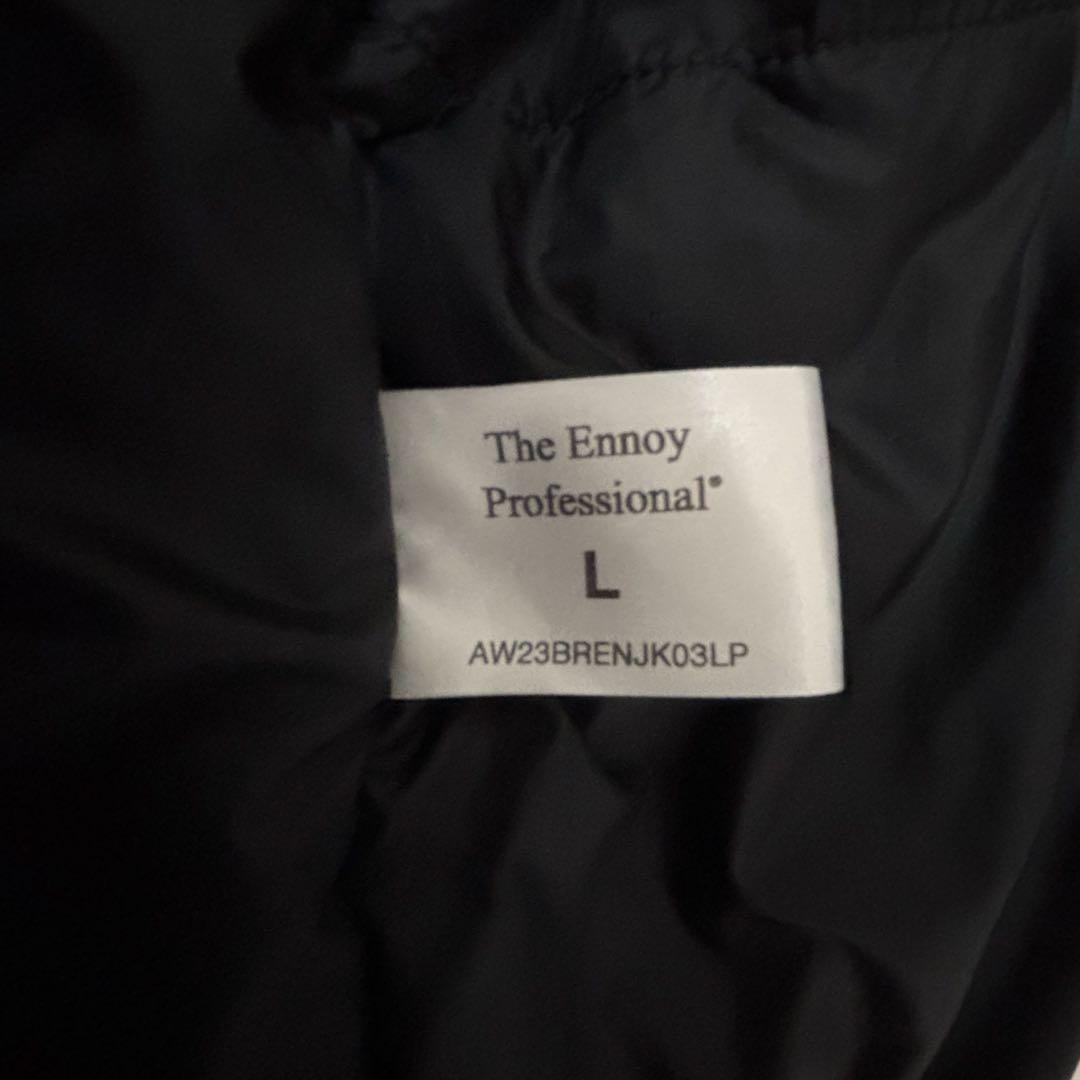 The Ennoy
Professional®
L
AW23BRENJK03LP